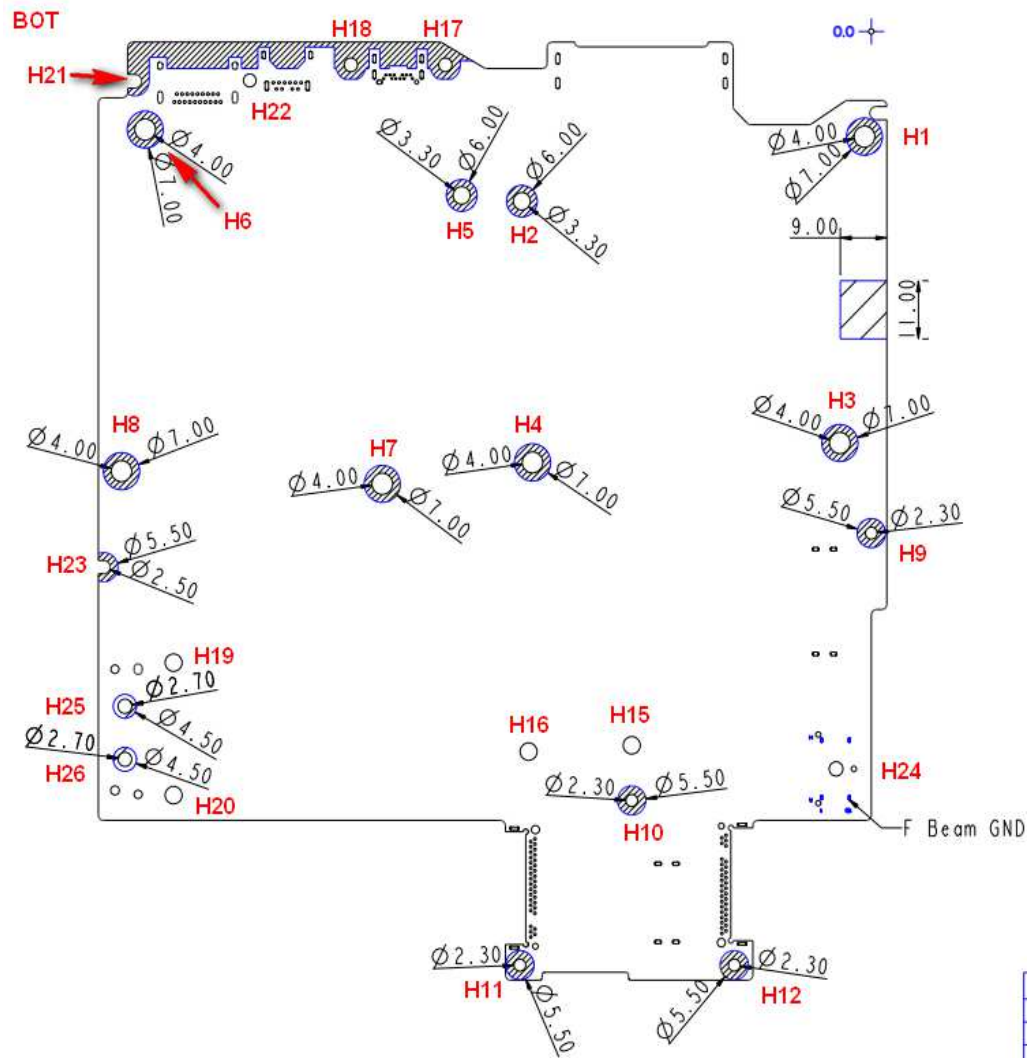 BOT
H18
H17
0.0
H21
H22
Ø4.00
Ø7.00
H6
Ø3.30
Ø6.00
H5
Ø6.00
Ø3.30
H2
Ø4.00
Ø7.00
H1
9.00
11.00
H8
Ø4.00
Ø7.00
H7
Ø4.00
Ø7.00
H4
Ø4.00
Ø7.00
H3
Ø4.00
Ø7.00
Ø5.50
Ø2.30
H9
H23
Ø5.50
Ø2.50
H19
H25
Ø2.70
Ø4.50
Ø2.70
Ø4.50
H26
H20
H16
H15
Ø2.30
Ø5.50
H10
H24
F Beam GND
Ø2.30
H11
Ø5.50
Ø2.30
Ø5.50
H12